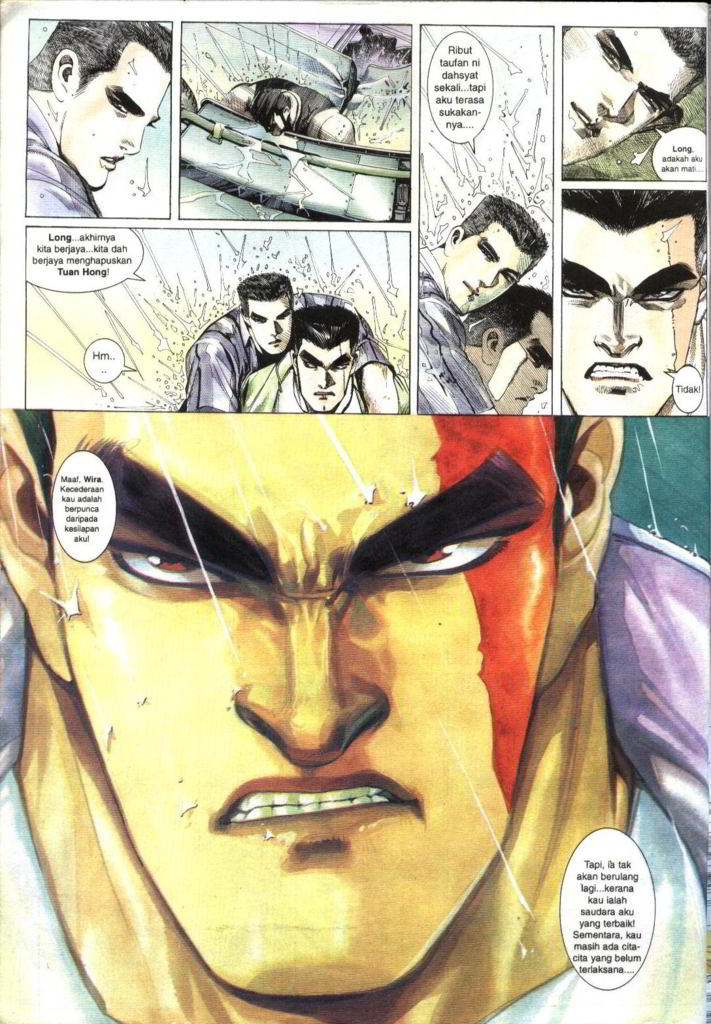 Long...akhirnya
kita berjaya...kita dah
berjaya menghapuskan
Tuan Hong!
Hm..
..
Ribut
taufan ni
dahsyat
sekali...tapi
aku terasa
sukakan-
nya....
Long,
adakah aku
akan mati...
Tidak!
Maaf, Wira.
Kecederaan
kau adalah
berpunca
daripada
kesilapan
aku!
Tapi, ia tak
akan berulang
lagi...kerana
kau ialah
saudara aku
yang terbaik!
Sementara, kau
masih ada cita-
cita yang belum
terlaksana....